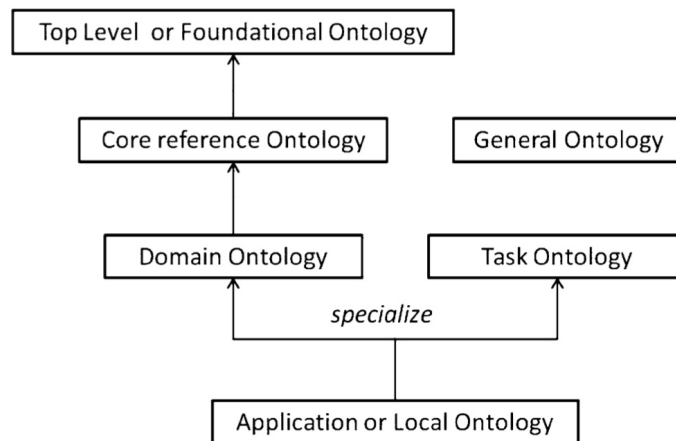 Top Level or Foundational Ontology
Core reference Ontology
General Ontology
Domain Ontology
Task Ontology
specialize
Application or Local Ontology